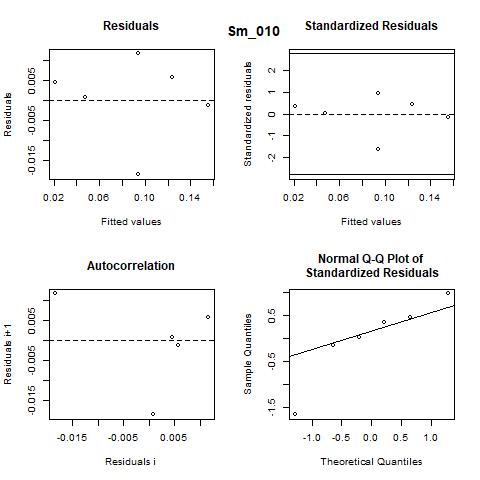 Sm_010
Residuals
Residuals
0.005
-0.005
-0.015
0.02
0.06
0.10
0.14
Fitted values
Standardized Residuals
Standardized residuals
2
1
0
-1
-2
0.02
0.06
0.10
0.14
Fitted values
Autocorrelation
Residuals i+1
0.005
-0.005
-0.015
-0.015
-0.005
0.005
Residuals i
Normal Q-Q Plot of
Standardized Residuals
Sample Quantiles
0.5
-0.5
-1.5
-1.0
0.0
0.5
1.0
Theoretical Quantiles